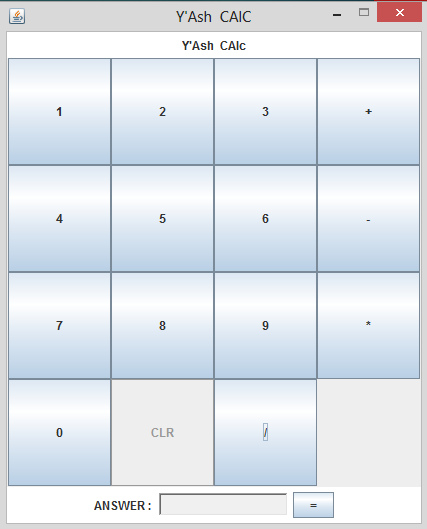 Y'Ash CAlC
Y'Ash CAlc
1 2 3 +
4 5 6 -
7 8 9 *
0 CLR /
ANSWER : =